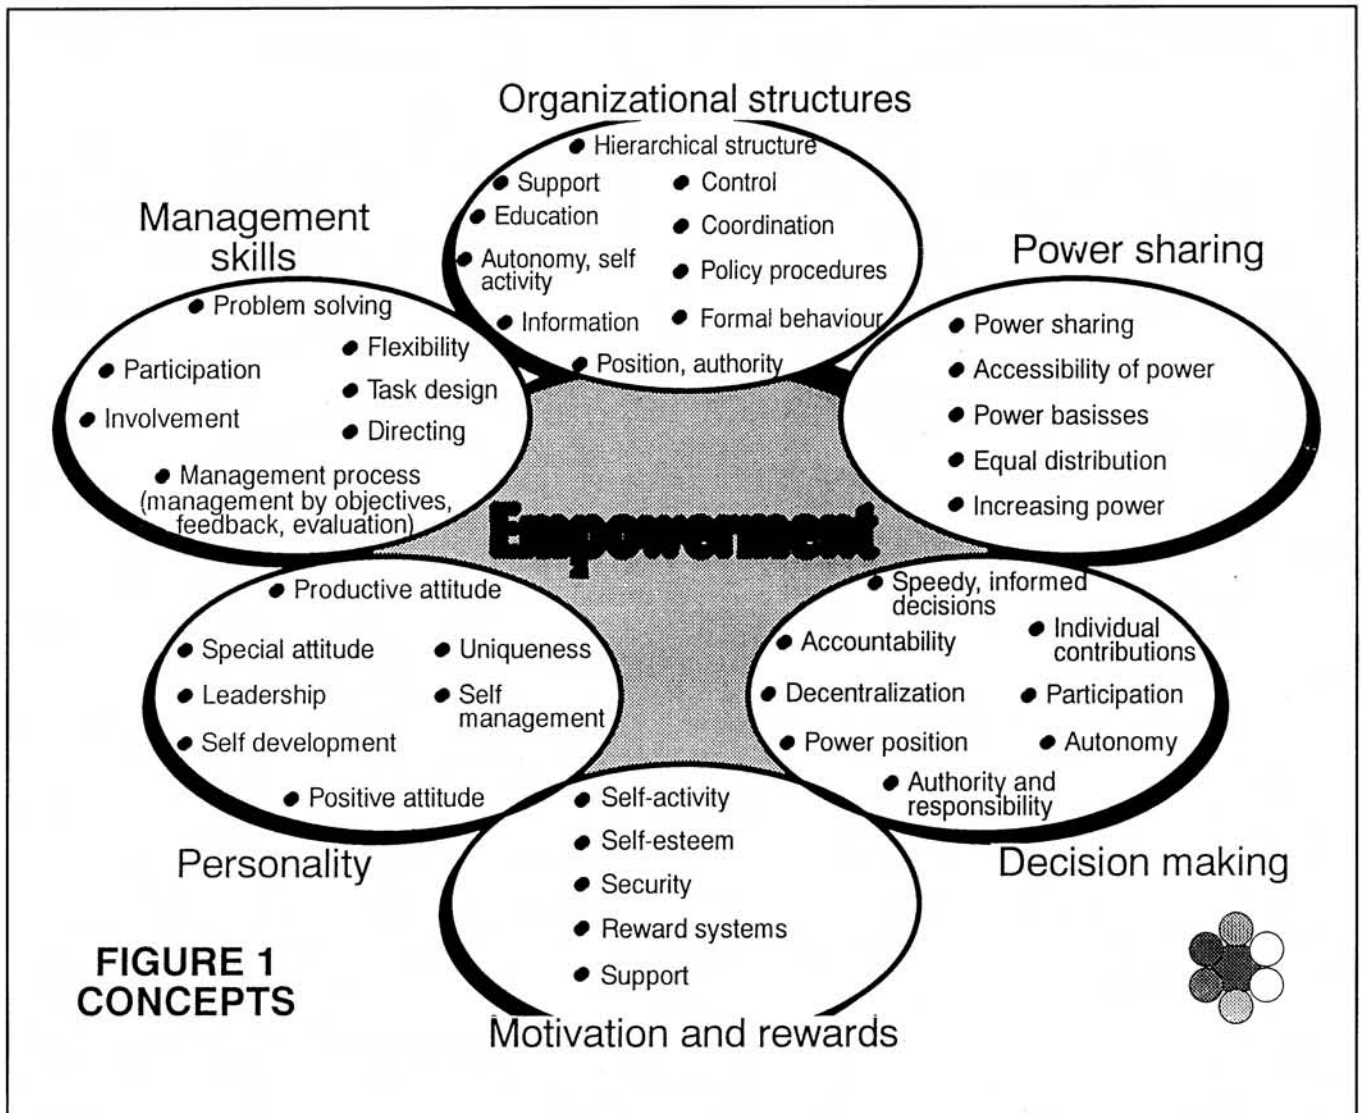 Organizational structures
• Hierarchical structure
• Support
• Education
• Autonomy, self
activity
• Information
• Control
• Coordination
• Policy procedures
• Formal behaviour
• Position, authority
Management
skills
• Problem solving
• Participation
• Involvement
• Flexibility
• Task design
• Directing
• Management process
(management by objectives,
feedback, evaluation)
Power sharing
• Power sharing
• Accessibility of power
• Power basisses
• Equal distribution
• Increasing power
Empowerment
• Productive attitude
• Special attitude
• Leadership
• Self development
• Uniqueness
• Self
management
• Positive attitude
Personality
• Speedy, informed
decisions
• Accountability
• Decentralization
• Power position
• Individual
contributions
• Participation
• Autonomy
• Authority and
responsibility
Decision making
• Self-activity
• Self-esteem
• Security
• Reward systems
• Support
Motivation and rewards
FIGURE 1
CONCEPTS